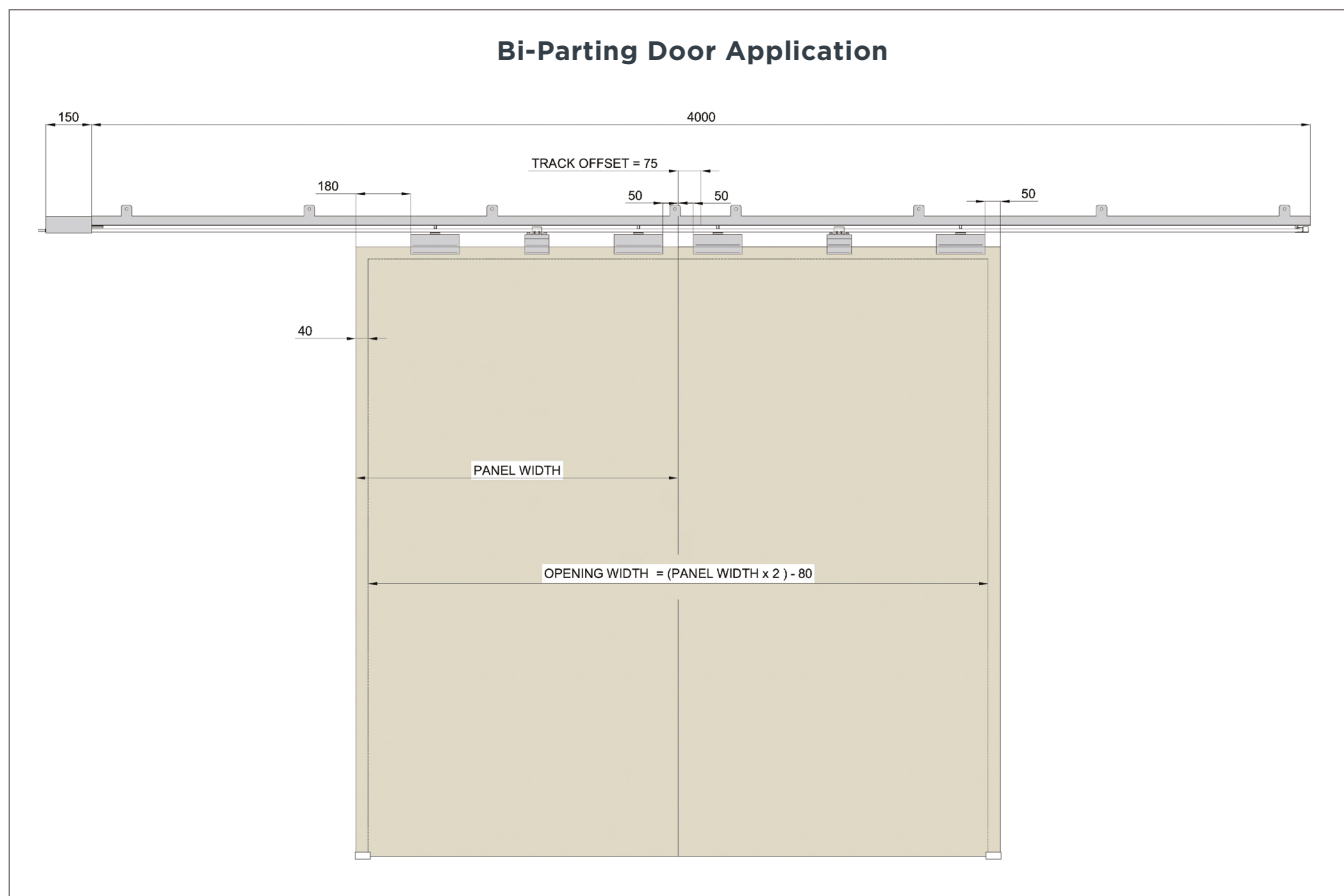 Bi-Parting Door Application
150
4000
TRACK OFFSET = 75
180
50
50
50
40
PANEL WIDTH
OPENING WIDTH = (PANEL WIDTH x 2 ) - 80